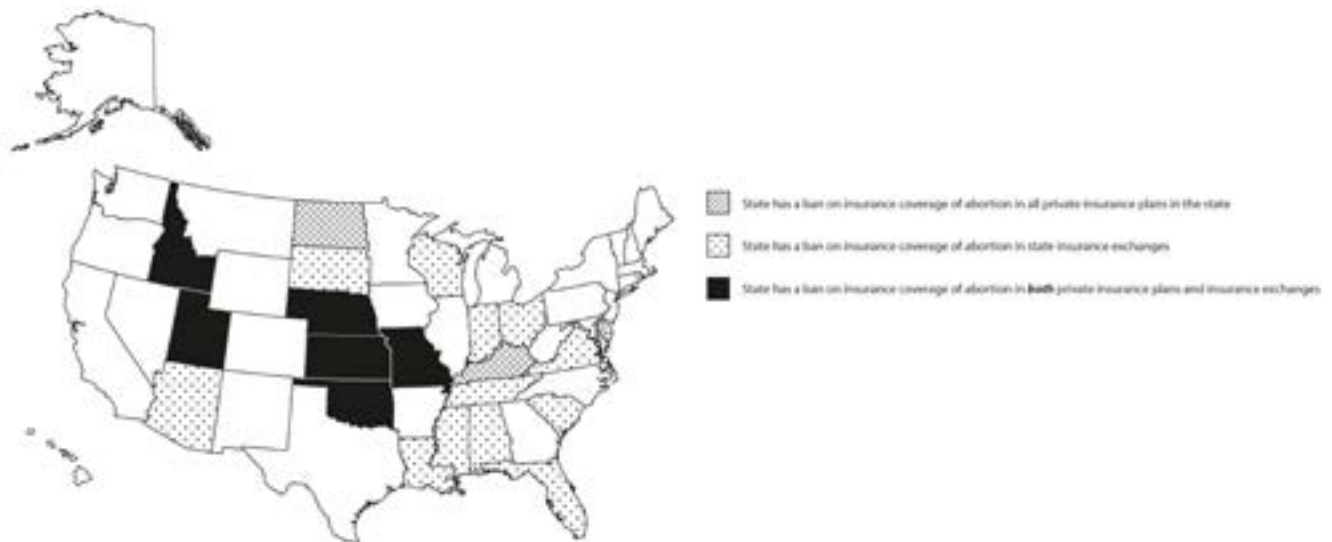 State has a ban on insurance coverage of abortion in all private insurance plans in the state
State has a ban on insurance coverage of abortion in state insurance exchanges
State has a ban on insurance coverage of abortion in both private insurance plans and insurance exchanges